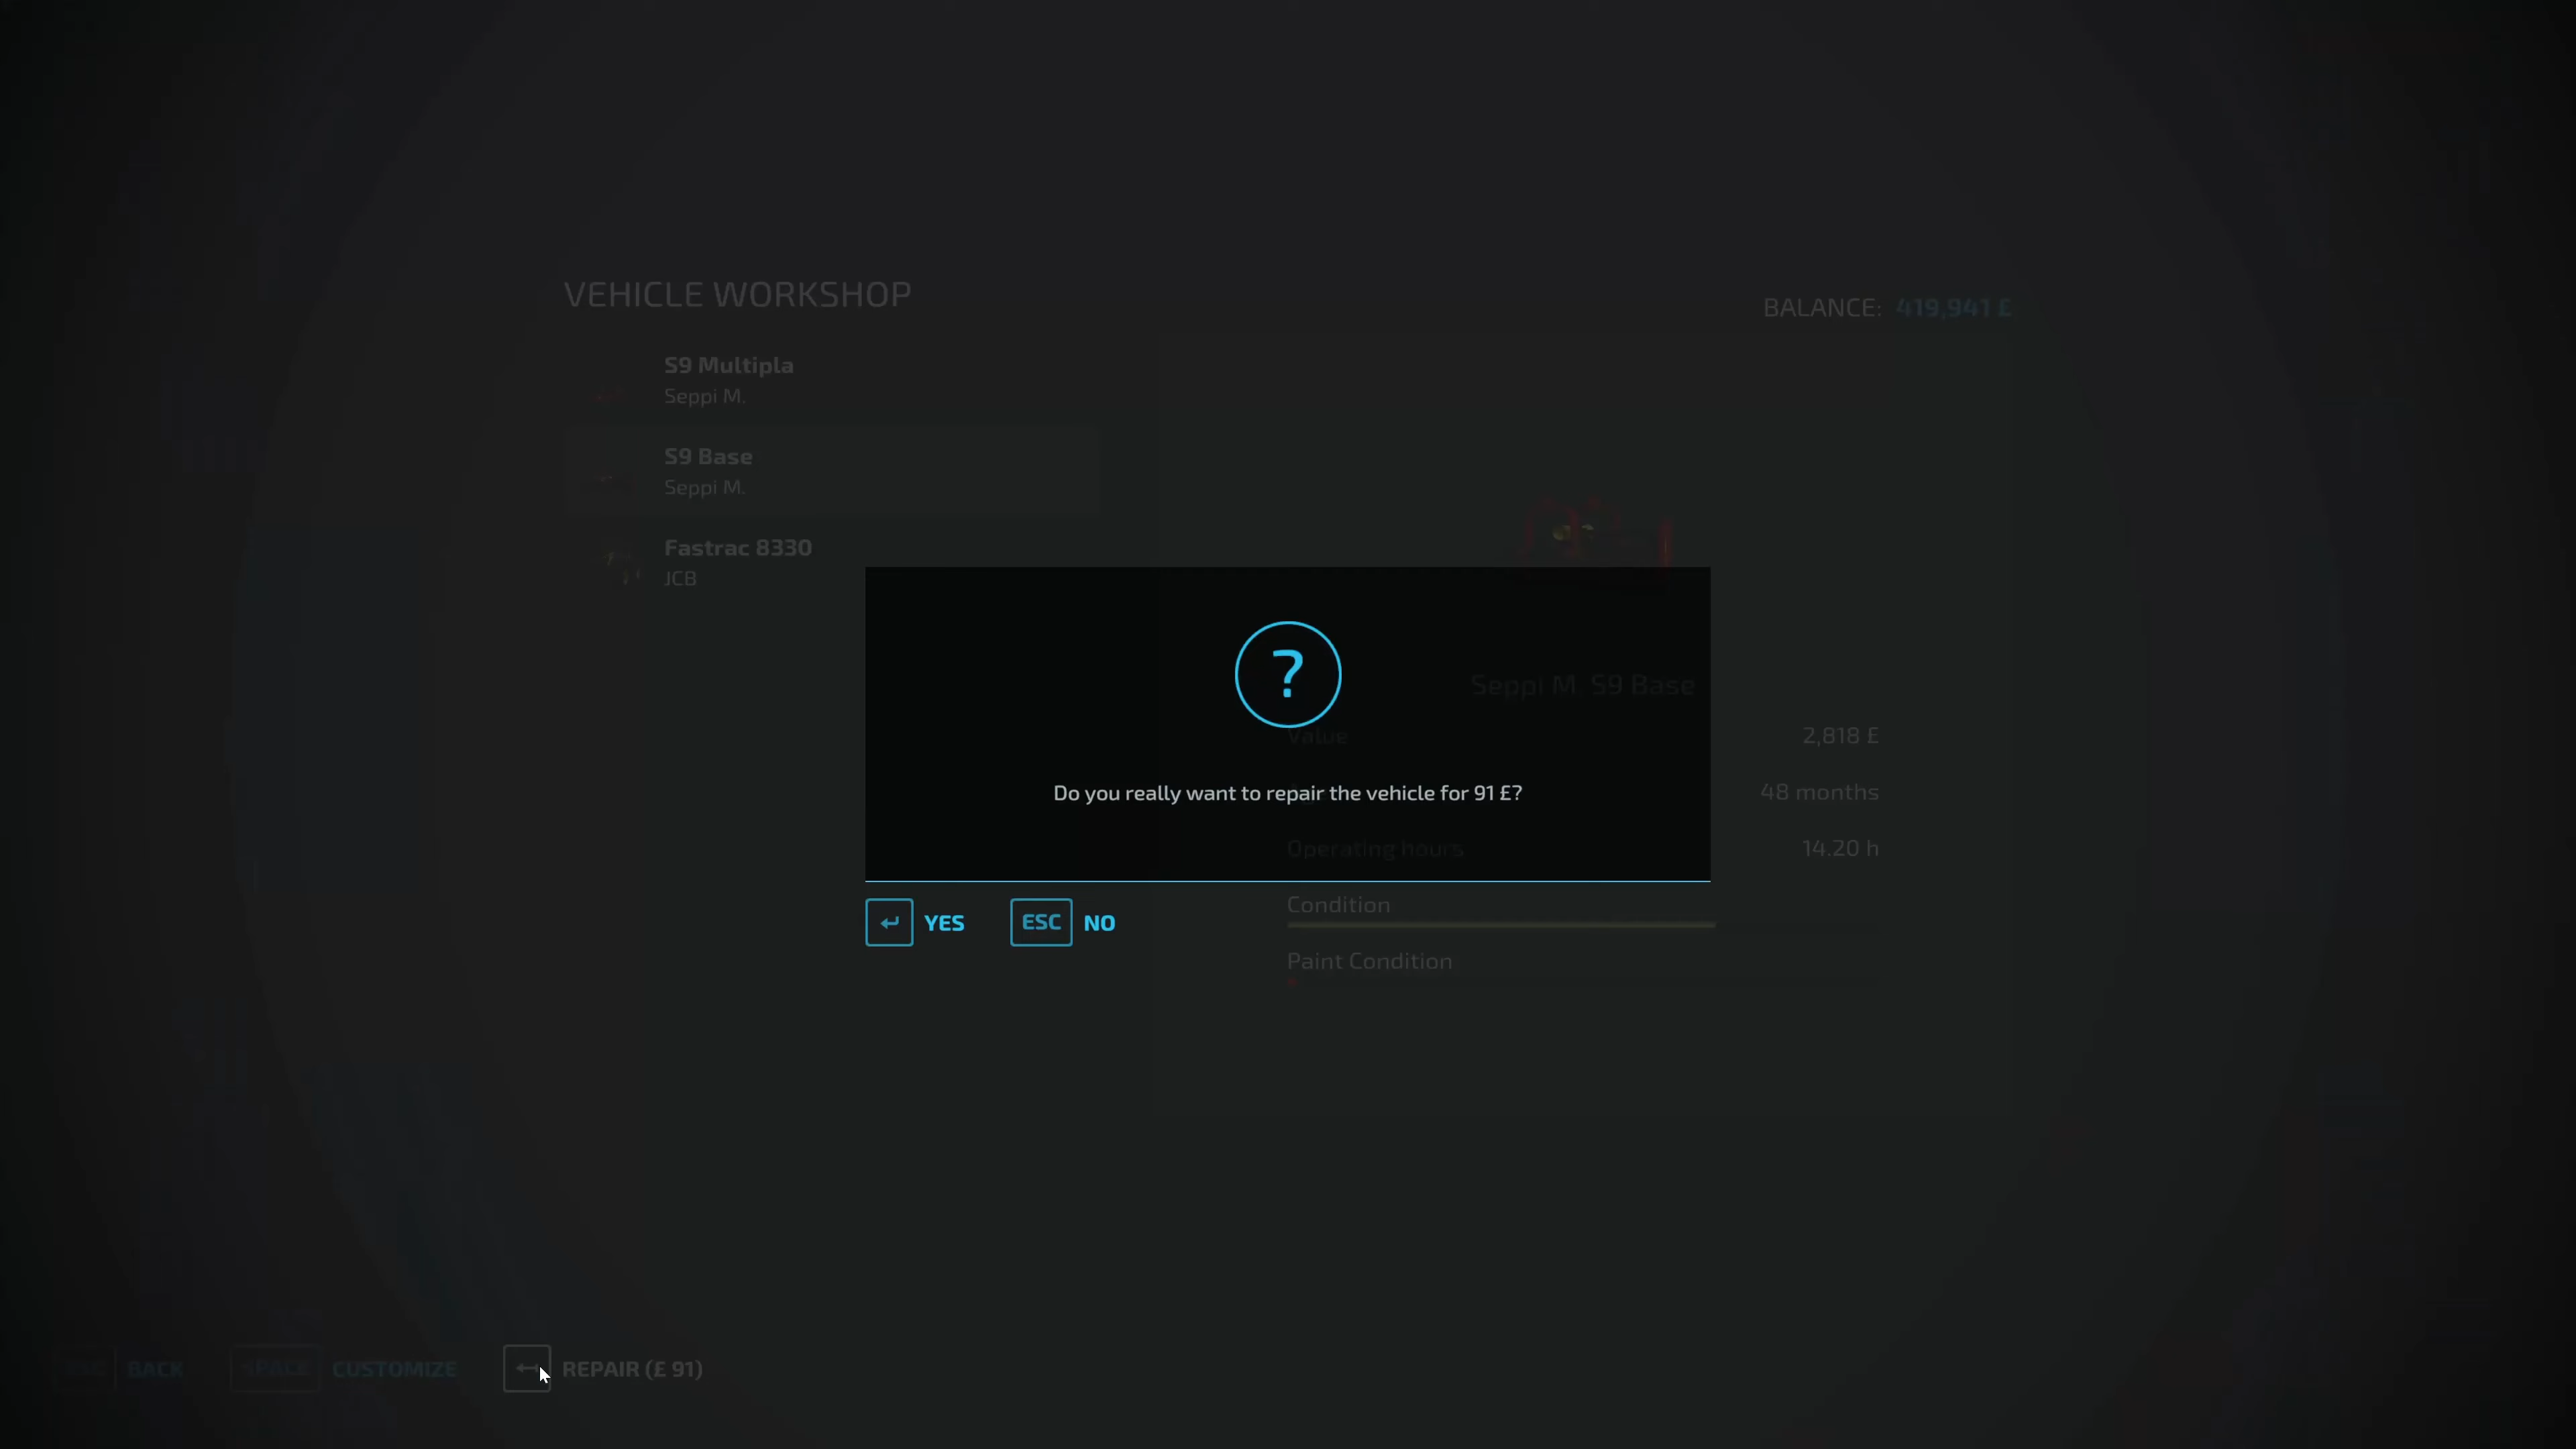 VEHICLE WORKSHOP
BALANCE: 419,941 £
S9 Multipla
Seppi M.
S9 Base
Seppi M.
Fastrac 8330
JCB
?
Seppi M. S9 Base
Value 2,818 £
Do you really want to repair the vehicle for 91 £?
48 months
Operating hours 14.20 h
Condition
YES ESC NO
Paint Condition
BACK SPACE CUSTOMIZE REPAIR (£ 91)